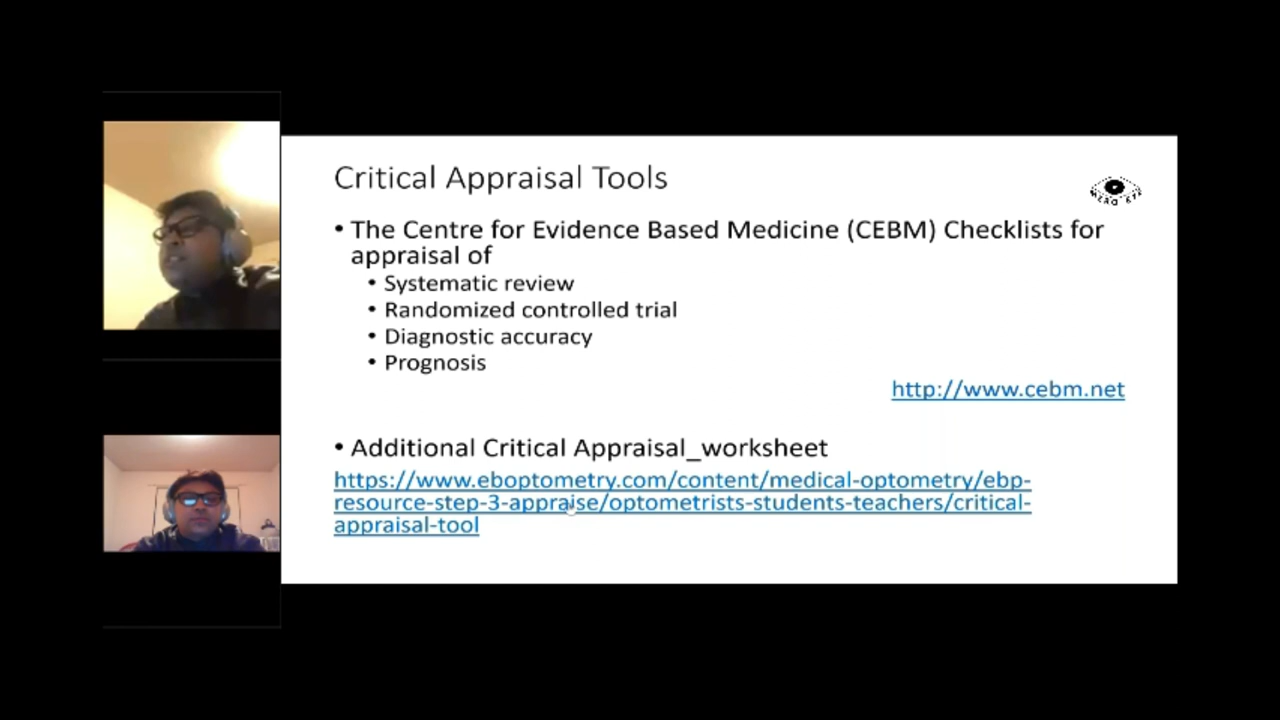 Critical Appraisal Tools
• The Centre for Evidence Based Medicine (CEBM) Checklists for
appraisal of
• Systematic review
• Randomized controlled trial
• Diagnostic accuracy
• Prognosis
http://www.cebm.net
• Additional Critical Appraisal_worksheet
https://www.eboptometry.com/content/medical-optometry/ebp-
resource-step-3-appraise/optometrists-students-teachers/critical-
appraisal-tool